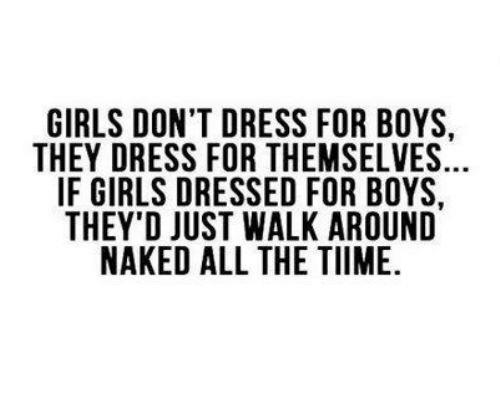 GIRLS DON'T DRESS FOR BOYS,
THEY DRESS FOR THEMSELVES...
IF GIRLS DRESSED FOR BOYS,
THEY'D JUST WALK AROUND
NAKED ALL THE TIIME.